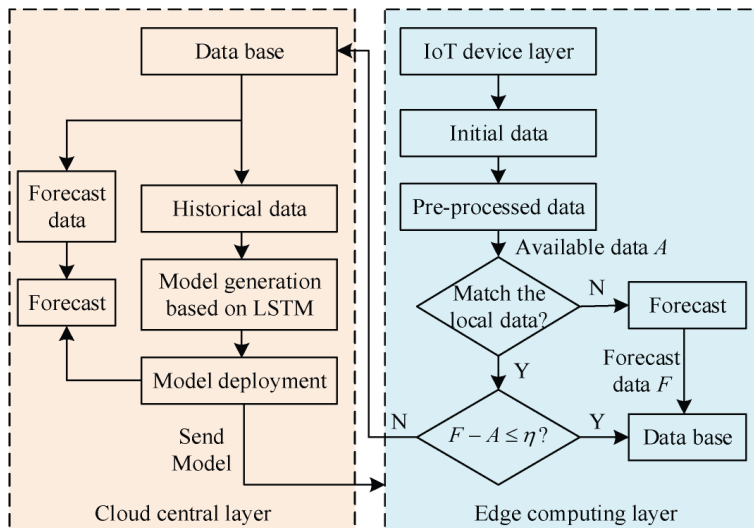 Data base
Forecast
data
Historical data
Forecast
Model generation
based on LSTM
Model deployment
Send
Model
Cloud central layer
IoT device layer
Initial data
Pre-processed data
Available data A
Match the
local data?
N
Forecast
Y
Forecast
data F
N
F − A ≤ η?
Y
Data base
Edge computing layer